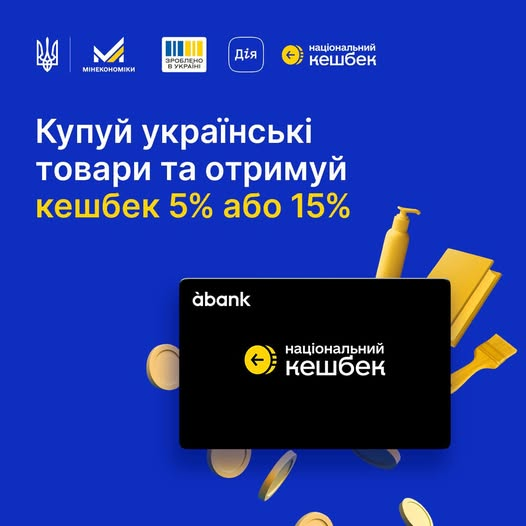 МІНЕКОНОМІКИ
ЗРОБЛЕНО
В УКРАЇНІ
Дія
національний
кешбек
Купуй українські
товари та отримуй
кешбек 5% або 15%
àbank
національний
кешбек